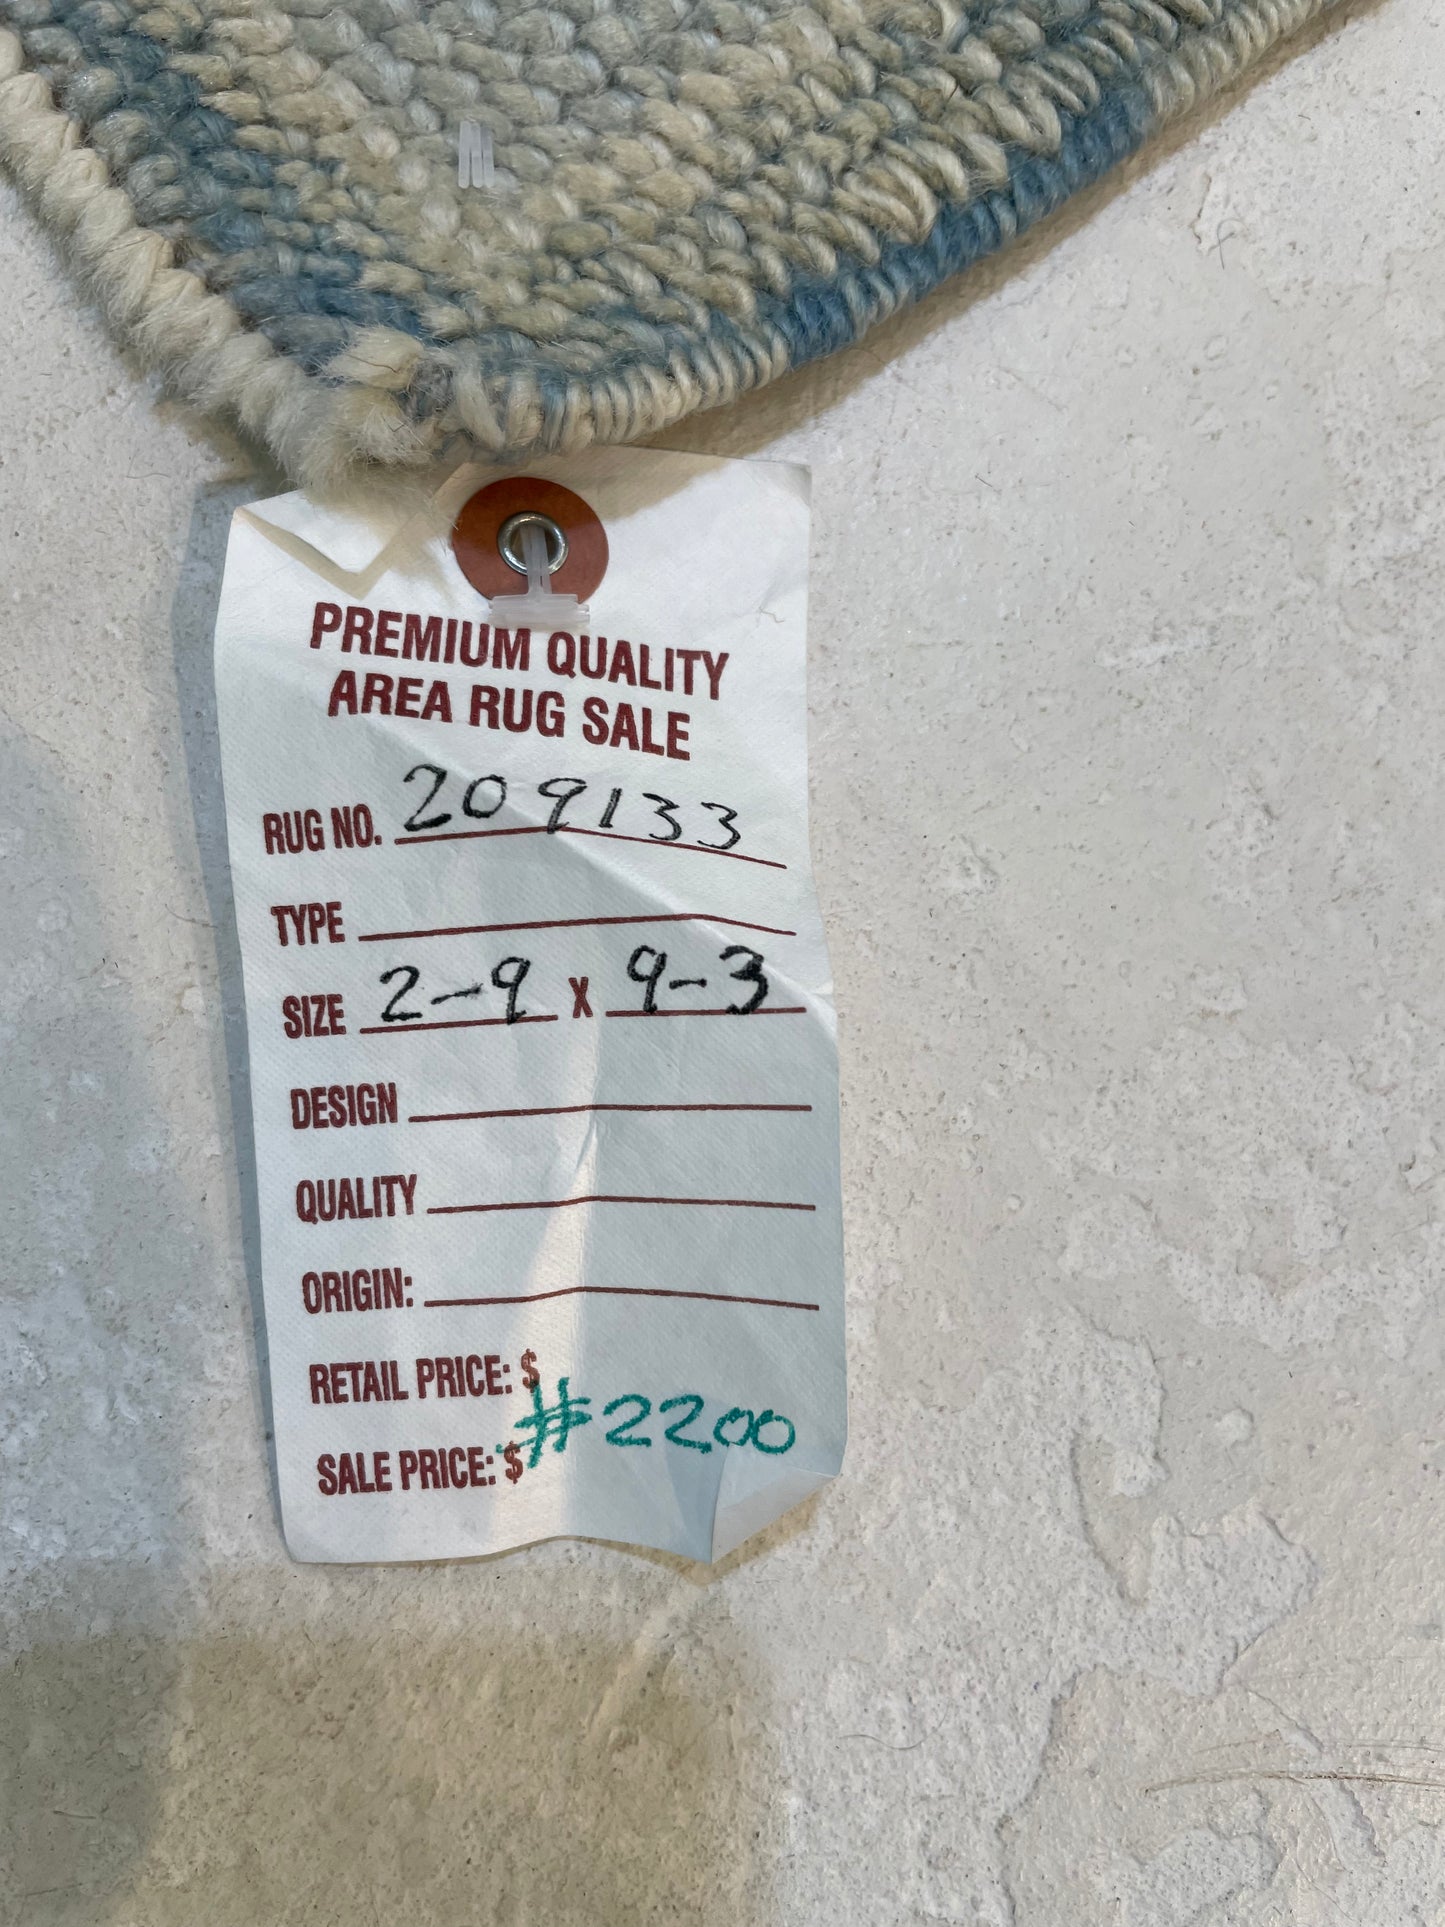 PREMIUM QUALITY
AREA RUG SALE
RUG NO. 209133
TYPE
SIZE 2-9 X 9-3
DESIGN
QUALITY
ORIGIN:
RETAIL PRICE: $
#2200
SALE PRICE: $